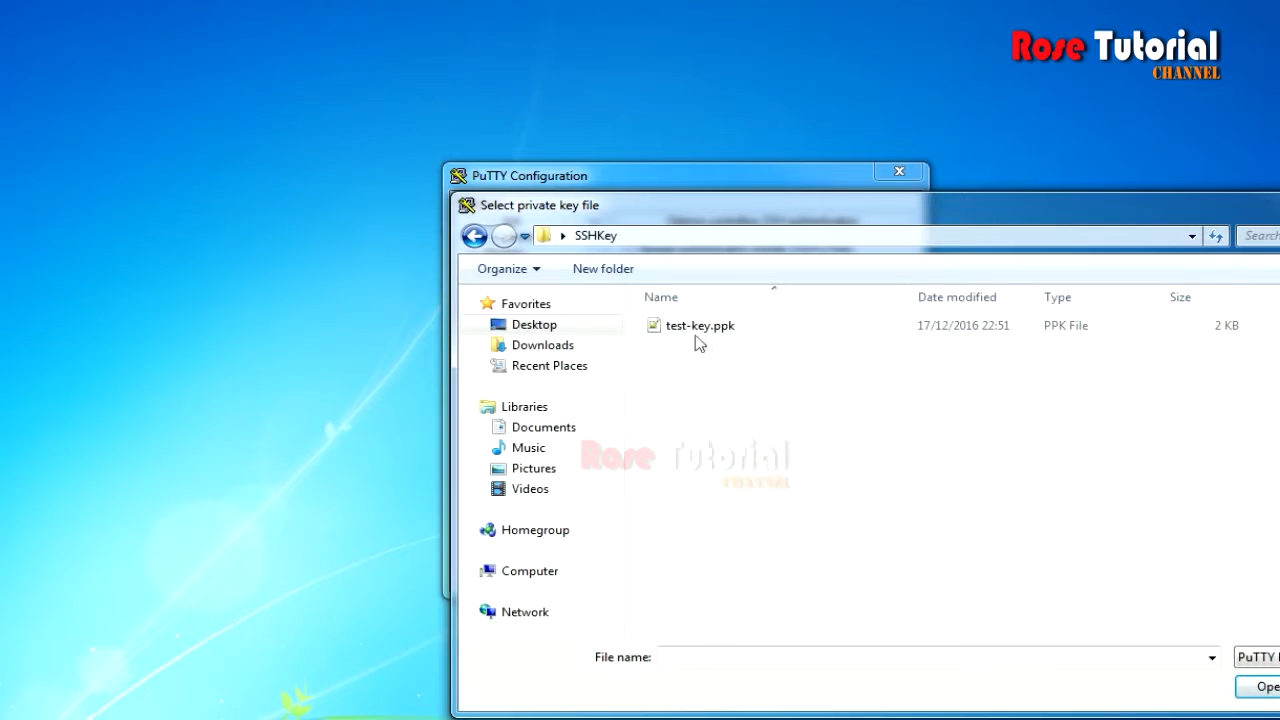 Rose Tutorial
CHANNEL
PuTTY Configuration
Select private key file
SSHKey
Search
Organize
New folder
Name Date modified Type Size
Favorites
Desktop
Downloads
Recent Places
Libraries
Documents
Music
Pictures
Videos
Homegroup
Computer
Network
test-key.ppk 17/12/2016 22:51 PPK File 2 KB
Rose Tutorial
CHANNEL
File name:
PuTTY
Ope